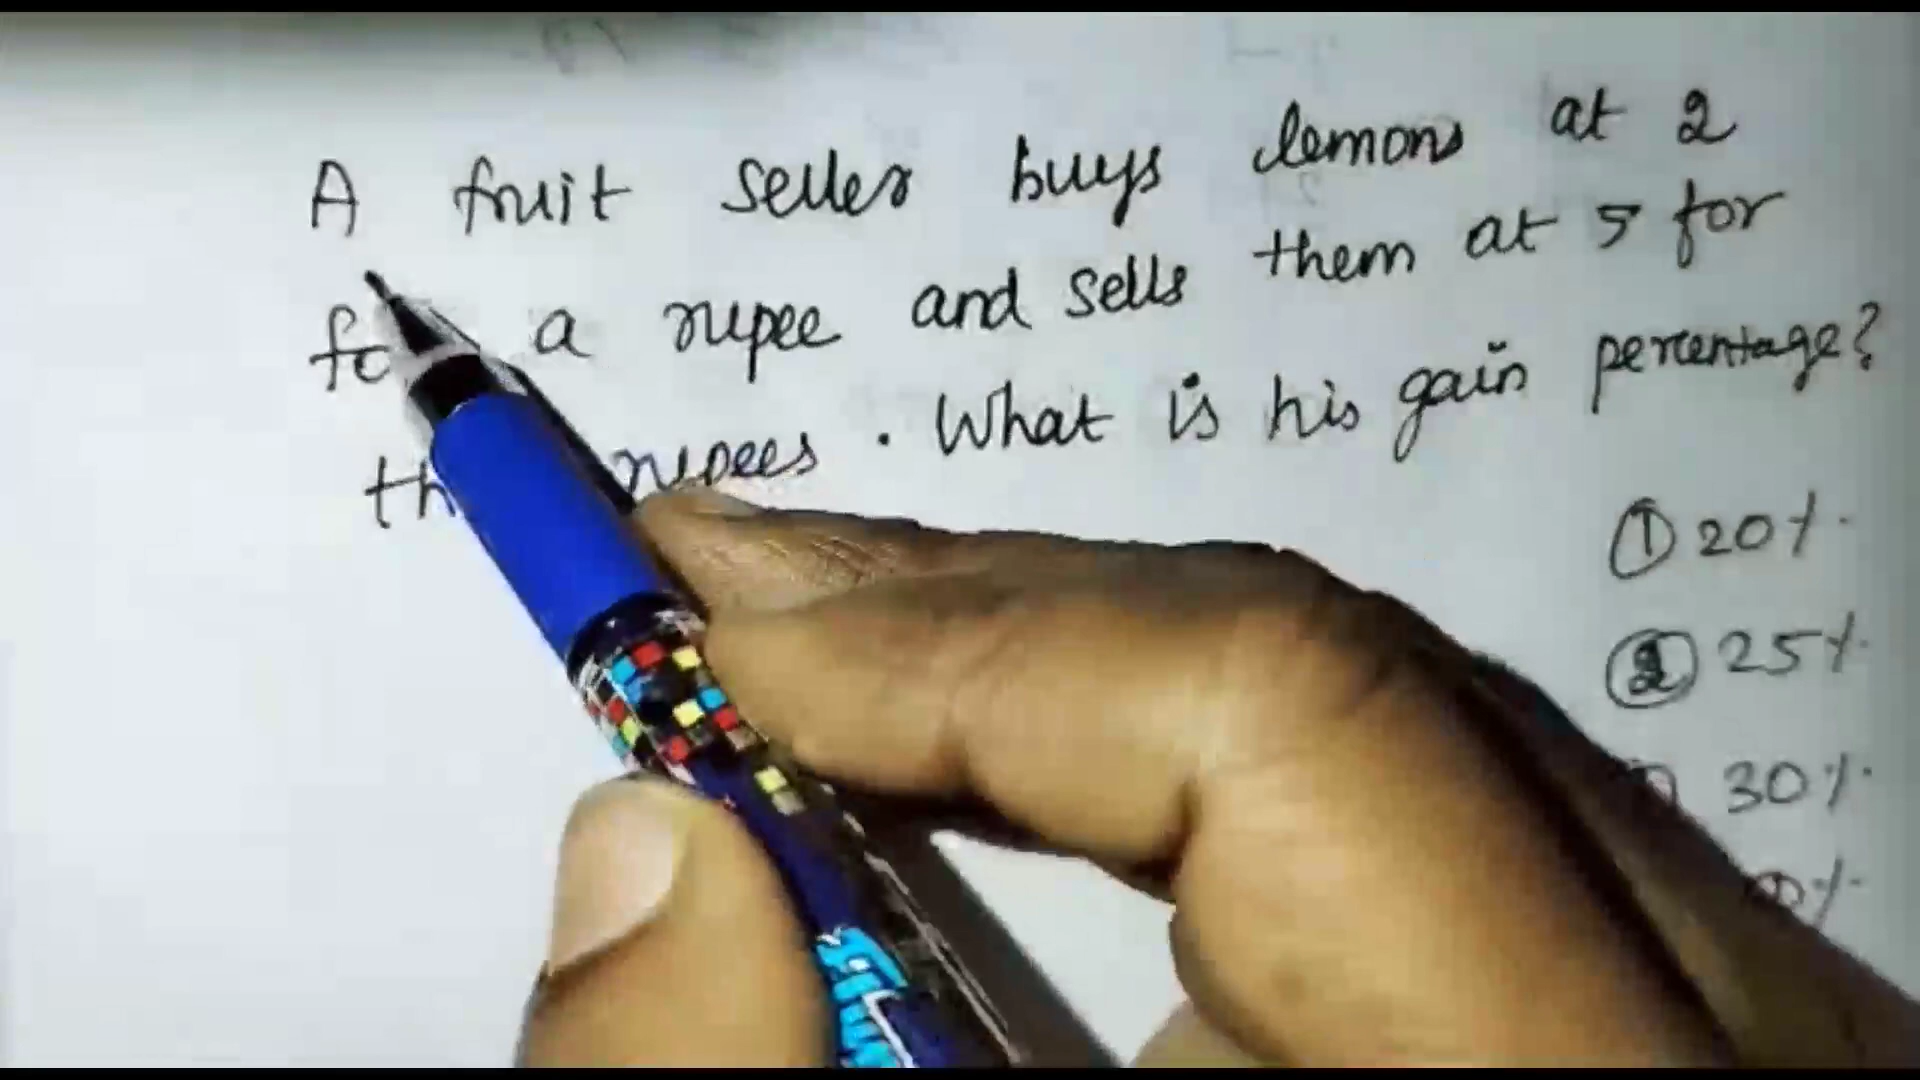 A fruit seller buys lemons at 2
a rupee and sells them at 5 for
rupees. What is his gain percentage?
① 20%.
② 25%.
30%.